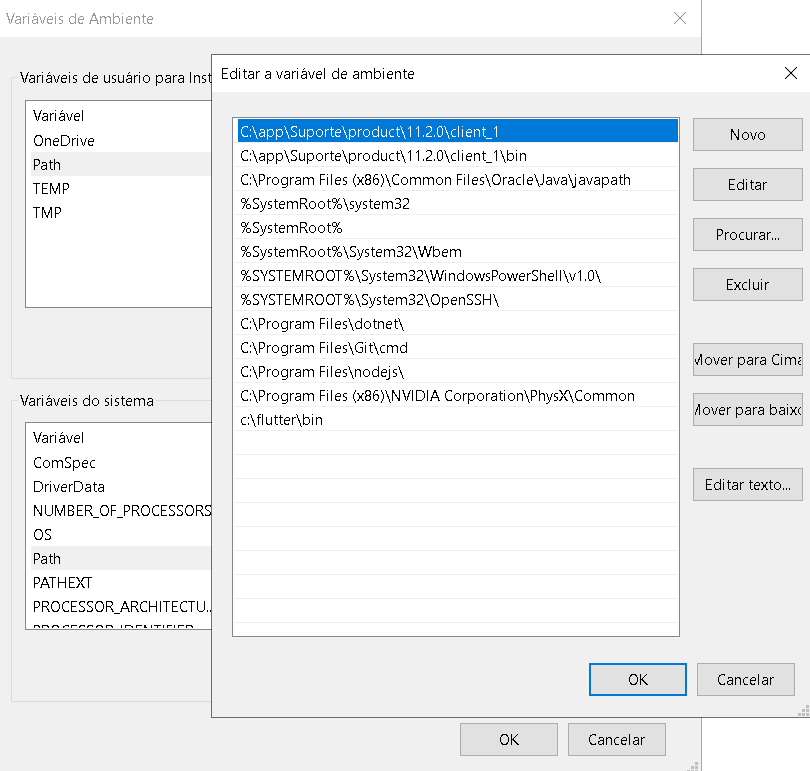 Variáveis de Ambiente
Variáveis de usuário para Inst
Variável
OneDrive
Path
TEMP
TMP
Variáveis do sistema
Variável
ComSpec
DriverData
NUMBER_OF_PROCESSORS
OS
Path
PATHEXT
PROCESSOR_ARCHITECTU...
PROCESSOR_IDENTIFIER
Editar a variável de ambiente
C:\app\Suporte\product\11.2.0\client_1
C:\app\Suporte\product\11.2.0\client_1\bin
C:\Program Files (x86)\Common Files\Oracle\Java\javapath
%SystemRoot%\system32
%SystemRoot%
%SystemRoot%\System32\Wbem
%SYSTEMROOT%\System32\WindowsPowerShell\v1.0\
%SYSTEMROOT%\System32\OpenSSH\
C:\Program Files\dotnet\
C:\Program Files\Git\cmd
C:\Program Files\nodejs\
C:\Program Files (x86)\NVIDIA Corporation\PhysX\Common
c:\flutter\bin
Novo
Editar
Procurar...
Excluir
Mover para Cima
Mover para baixo
Editar texto...
OK
Cancelar
OK
Cancelar